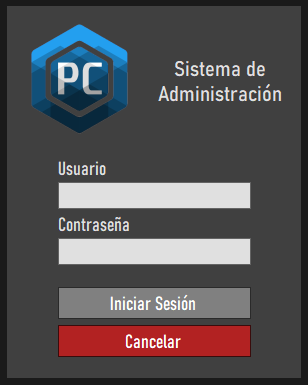 PC
Sistema de
Administración
Usuario
Contraseña
Iniciar Sesión
Cancelar